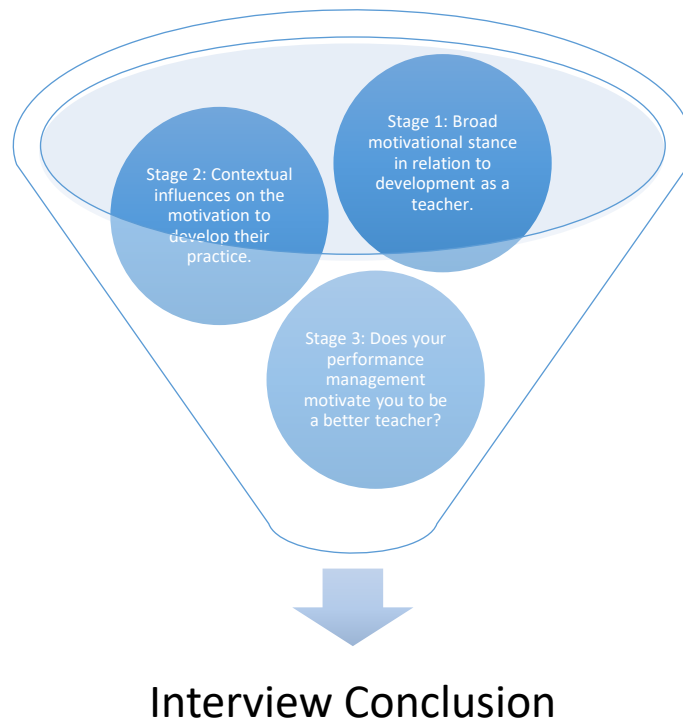 Stage 1: Broad
motivational stance
in relation to
development as a
teacher.
Stage 2: Contextual
influences on the
motivation to
develop their
practice.
Stage 3: Does your
performance
management
motivate you to be
a better teacher?
Interview Conclusion